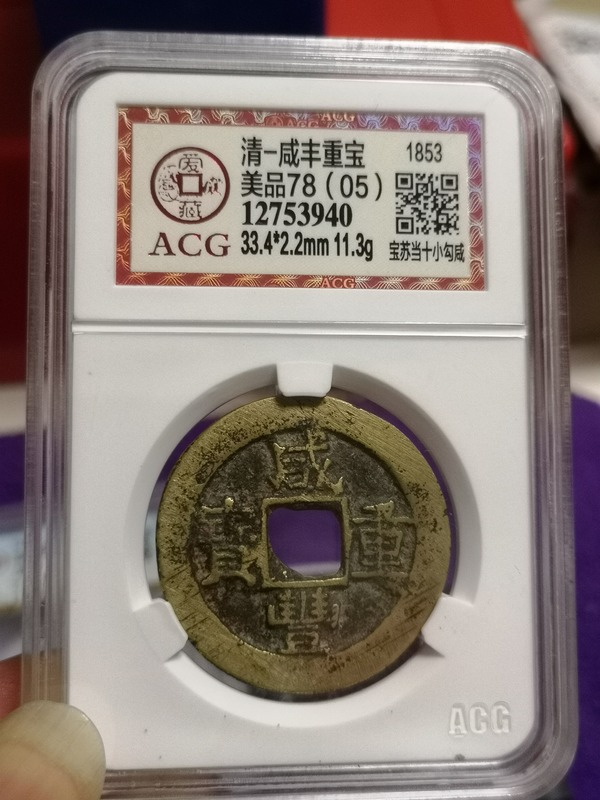 ACG
清-咸丰重宝
1853
美品78（05）
12753940
33.4*2.2mm 11.3g
宝苏当十小勾咸
爱
藏
ACG
ACG
咸
寳
重
豐
ACG